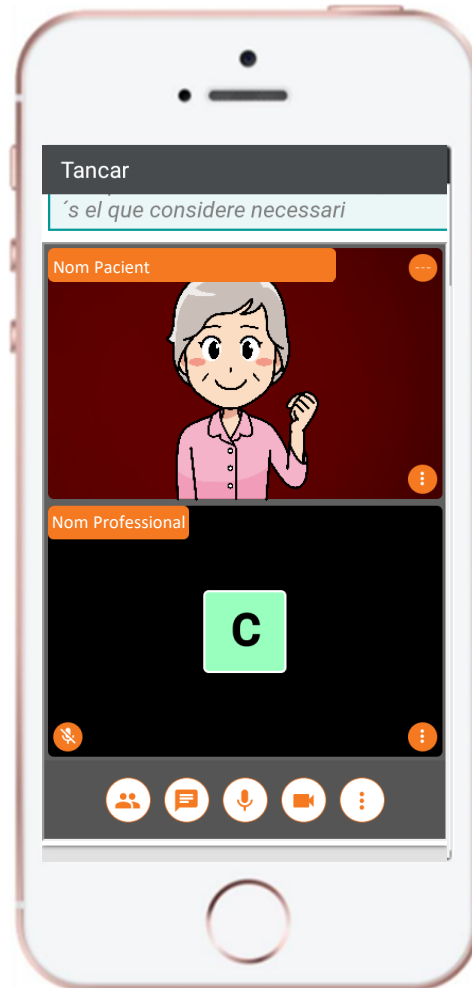 Tancar
´s el que considere necessari
Nom Pacient
---
Nom Professional
C